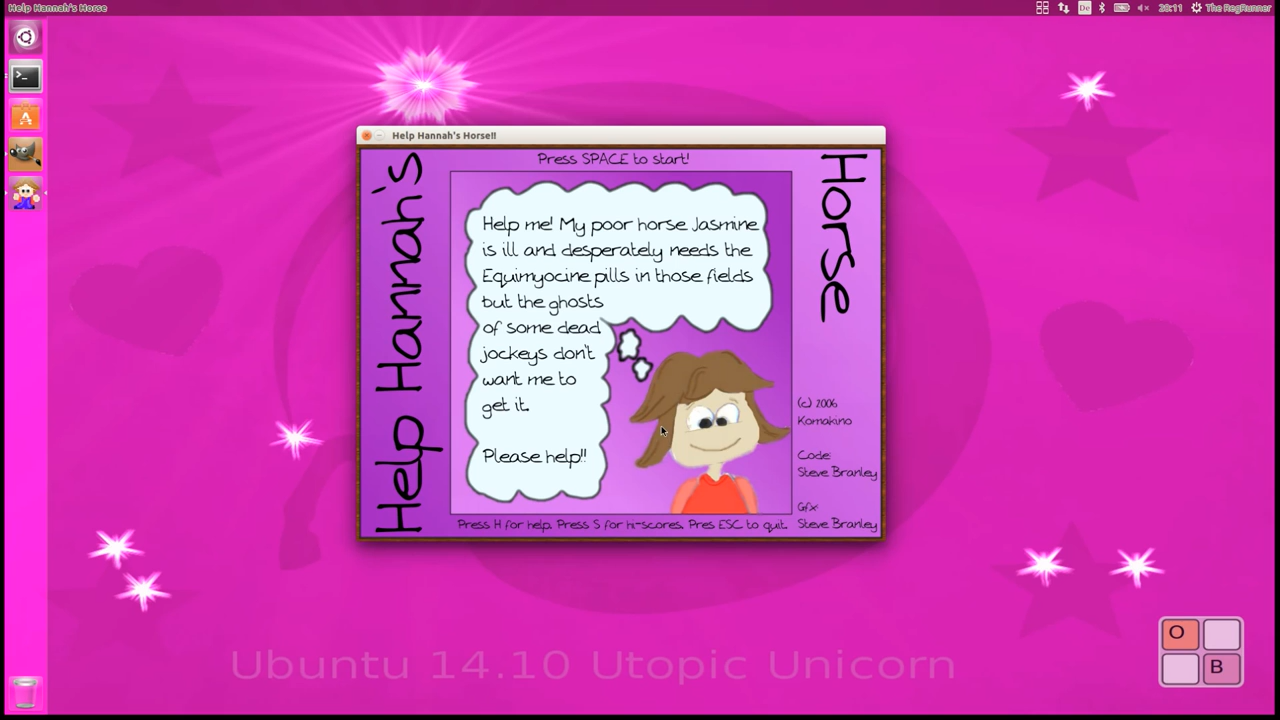 Help Hannah's Horse
De
20:11
The RegRunner
Help Hannah's Horse!!
Press SPACE to start!
Help Hannah's
Horse
Help me! My poor horse Jasmine
is ill and desperately needs the
Equimyocine pills in those fields
but the ghosts
of some dead
jockeys don't
want me to
get it.
Please help!!
(c) 2006
Komakino
Code:
Steve Branley
Gfx:
Steve Branley
Press H for help. Press S for hi-scores. Pres ESC to quit.
O
B
Ubuntu 14.10 Utopic Unicorn